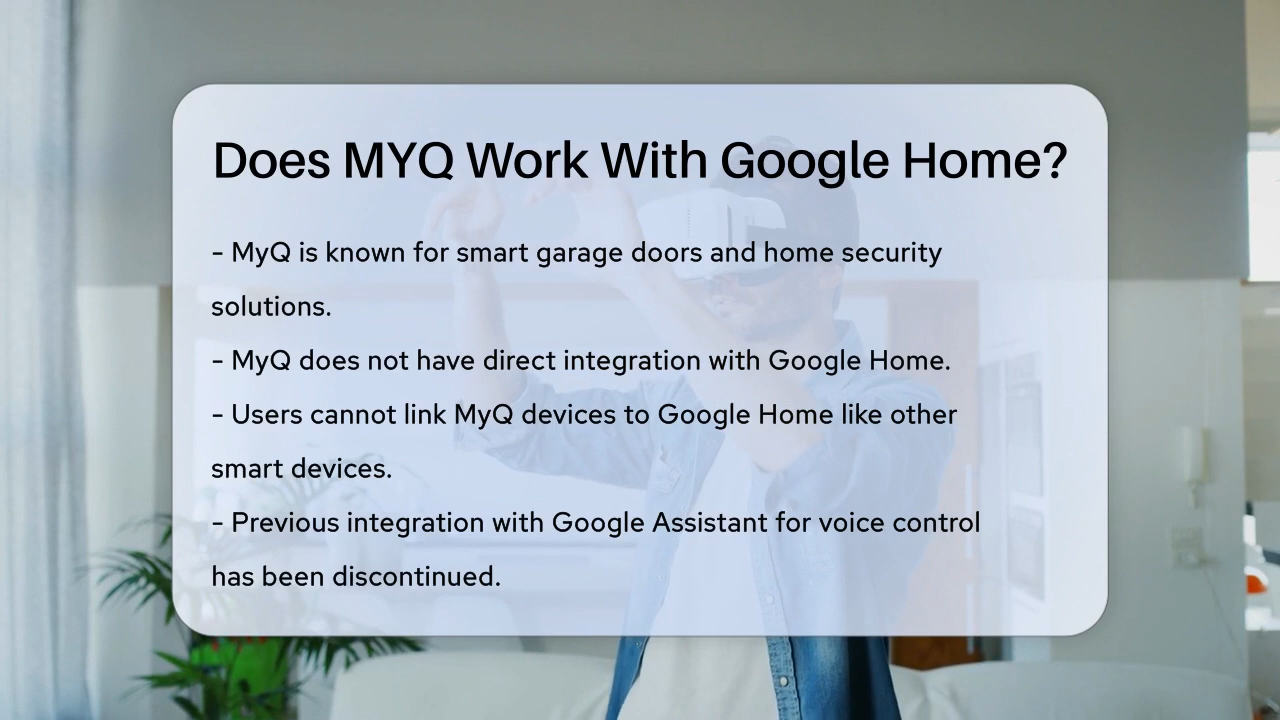 Does MYQ Work With Google Home?
- MyQ is known for smart garage doors and home security
solutions.
- MyQ does not have direct integration with Google Home.
- Users cannot link MyQ devices to Google Home like other
smart devices.
- Previous integration with Google Assistant for voice control
has been discontinued.